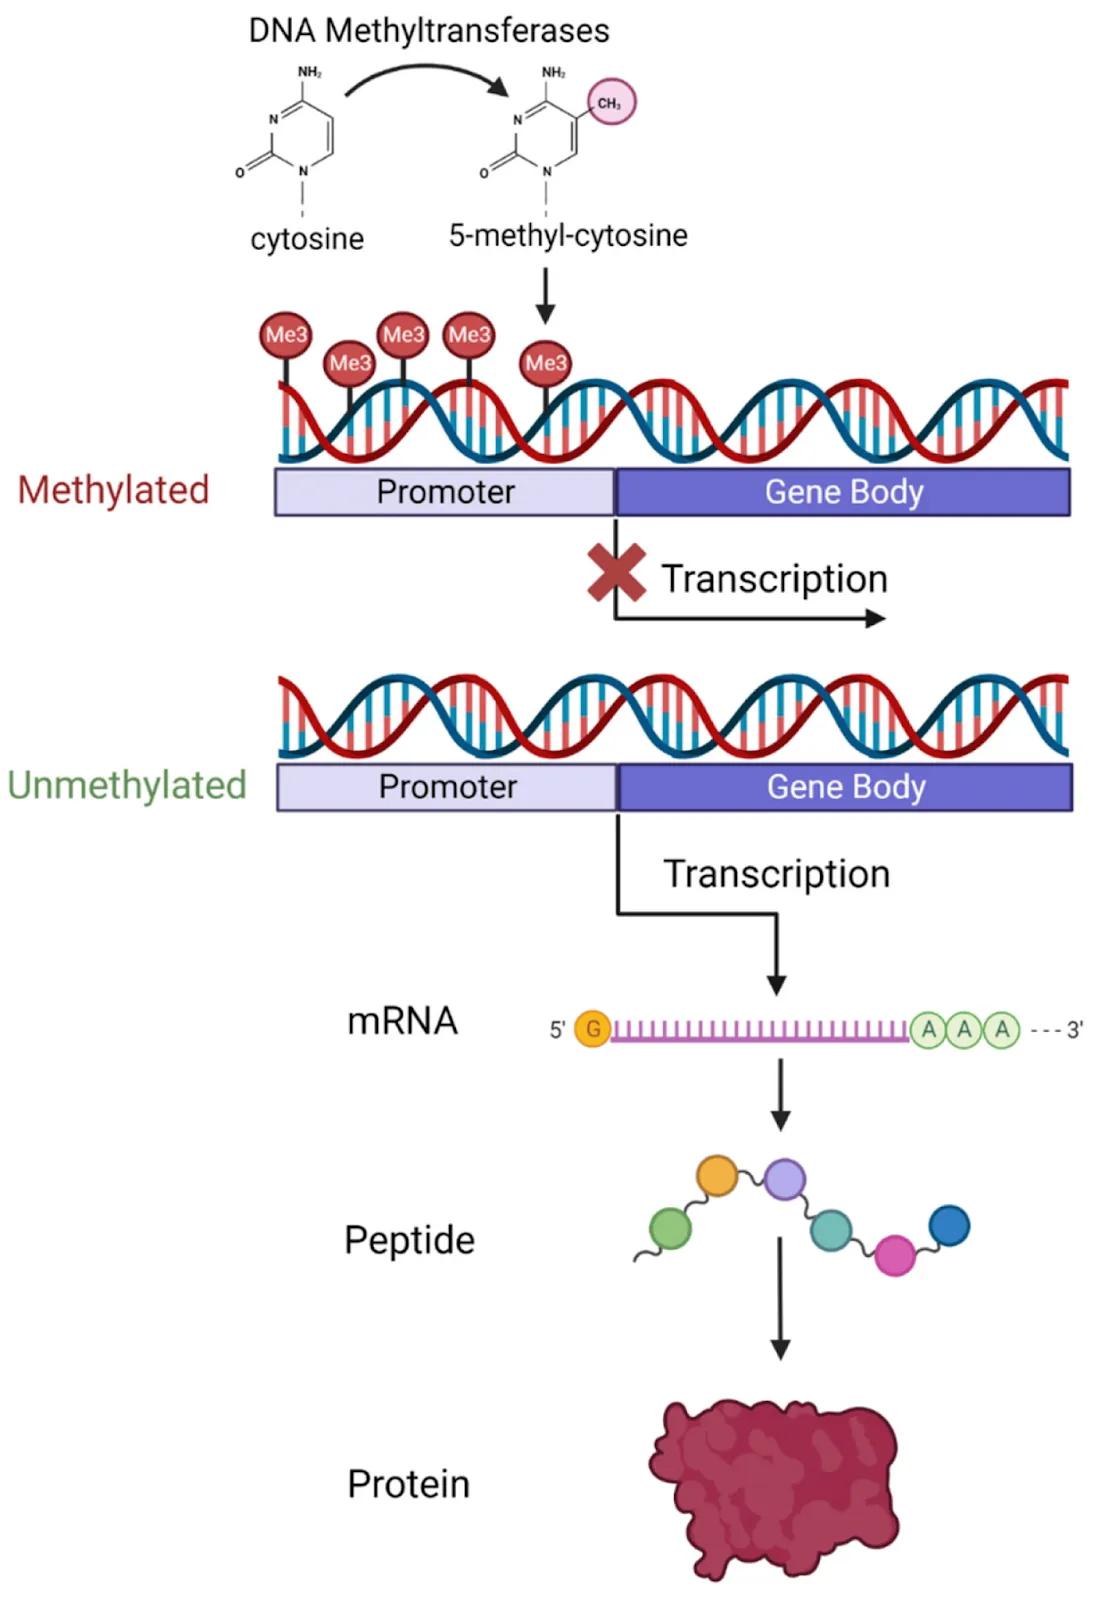 DNA Methyltransferases
NH₂
N
O
N
cytosine
NH₂
CH₃
N
O
N
5-methyl-cytosine
Me3
Me3
Me3
Me3
Me3
Methylated
Promoter
Gene Body
Transcription
Unmethylated
Promoter
Gene Body
Transcription
mRNA
5' G A A A ---3'
Peptide
Protein